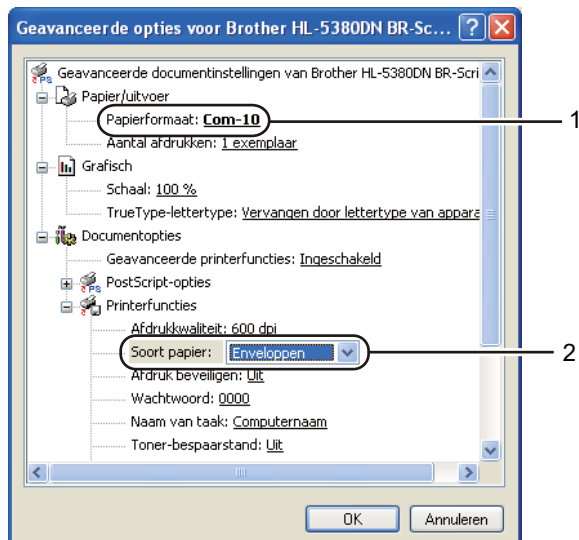 Geavanceerde opties voor Brother HL-5380DN BR-Sc...
Geavanceerde documentinstellingen van Brother HL-5380DN BR-Scri
Papier/uitvoer
Papierformaat: Com-10
1
Aantal afdrukken: 1 exemplaar
Grafisch
Schaal: 100 %
TrueType-lettertype: Vervangen door lettertype van appara
Documentopties
Geavanceerde printerfuncties: Ingeschakeld
PostScript-opties
Printerfuncties
Afdrukkwaliteit: 600 dpi
Soort papier: Enveloppen
2
Afdruk beveiligen: Uit
Wachtwoord: 0000
Naam van taak: Computernaam
Toner-bespaarstand: Uit
OK Annuleren